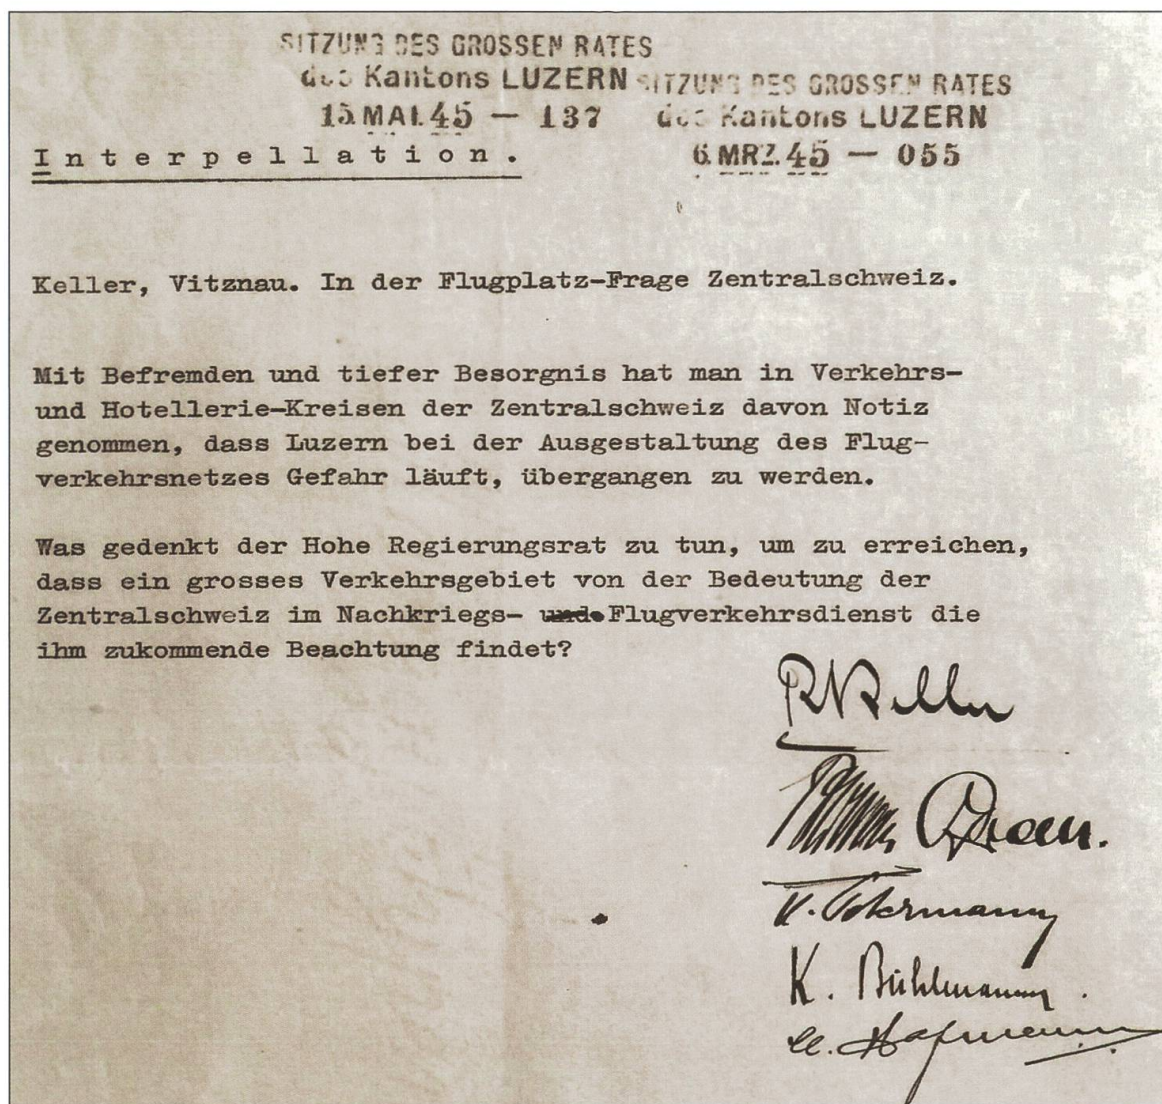 SITZUNG DES GROSSEN RATES
des Kantons LUZERN
15. MAI. 45 — 137
SITZUNG DES GROSSEN RATES
des Kantons LUZERN
6. MRZ. 45 — 055
Interpellation.
Keller, Vitznau. In der Flugplatz-Frage Zentralschweiz.
Mit Befremden und tiefer Besorgnis hat man in Verkehrs-
und Hotellerie-Kreisen der Zentralschweiz davon Notiz
genommen, dass Luzern bei der Ausgestaltung des Flug-
verkehrsnetzes Gefahr läuft, übergangen zu werden.
Was gedenkt der Hohe Regierungsrat zu tun, um zu erreichen,
dass ein grosses Verkehrsgebiet von der Bedeutung der
Zentralschweiz im Nachkriegs- Flugverkehrsdienst die
ihm zukommende Beachtung findet?
Keller
K. Bühlmann.
Hofmann